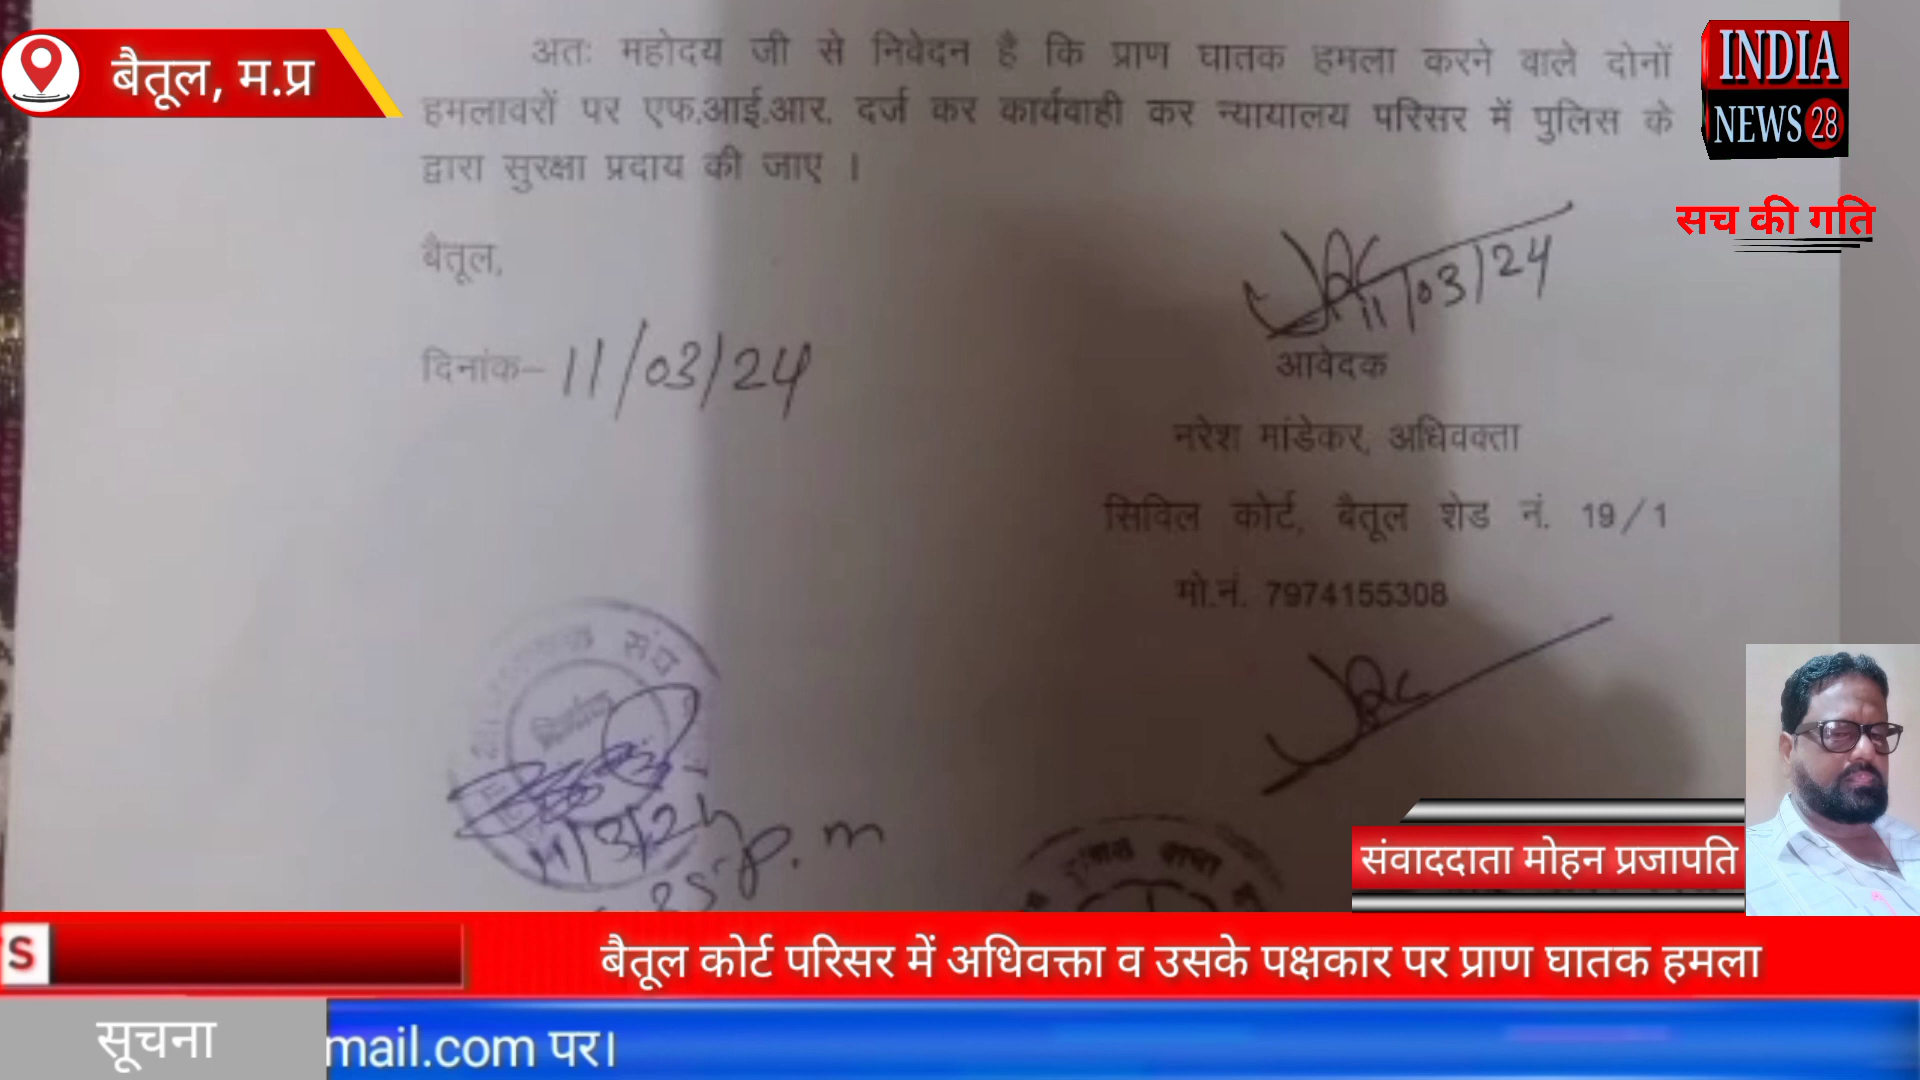 बैतूल, म.प्र
INDIA
NEWS 28
सच की गति
अतः महोदय जी से निवेदन है कि प्राण घातक हमला करने वाले दोनों
हमलावरों पर एफ.आई.आर. दर्ज कर कार्यवाही कर न्यायालय परिसर में पुलिस के
द्वारा सुरक्षा प्रदाय की जाए ।
बैतूल,
11/03/24
दिनांक– 11/03/24
आवेदक
नरेश मांडेकर, अधिवक्ता
सिविल कोर्ट, बैतूल शेड नं. 19/1
मो.नं. 7974155308
संघ
11/3/24
p.m
संवाददाता मोहन प्रजापति
S
बैतूल कोर्ट परिसर में अधिवक्ता व उसके पक्षकार पर प्राण घातक हमला
सूचना
mail.com पर।